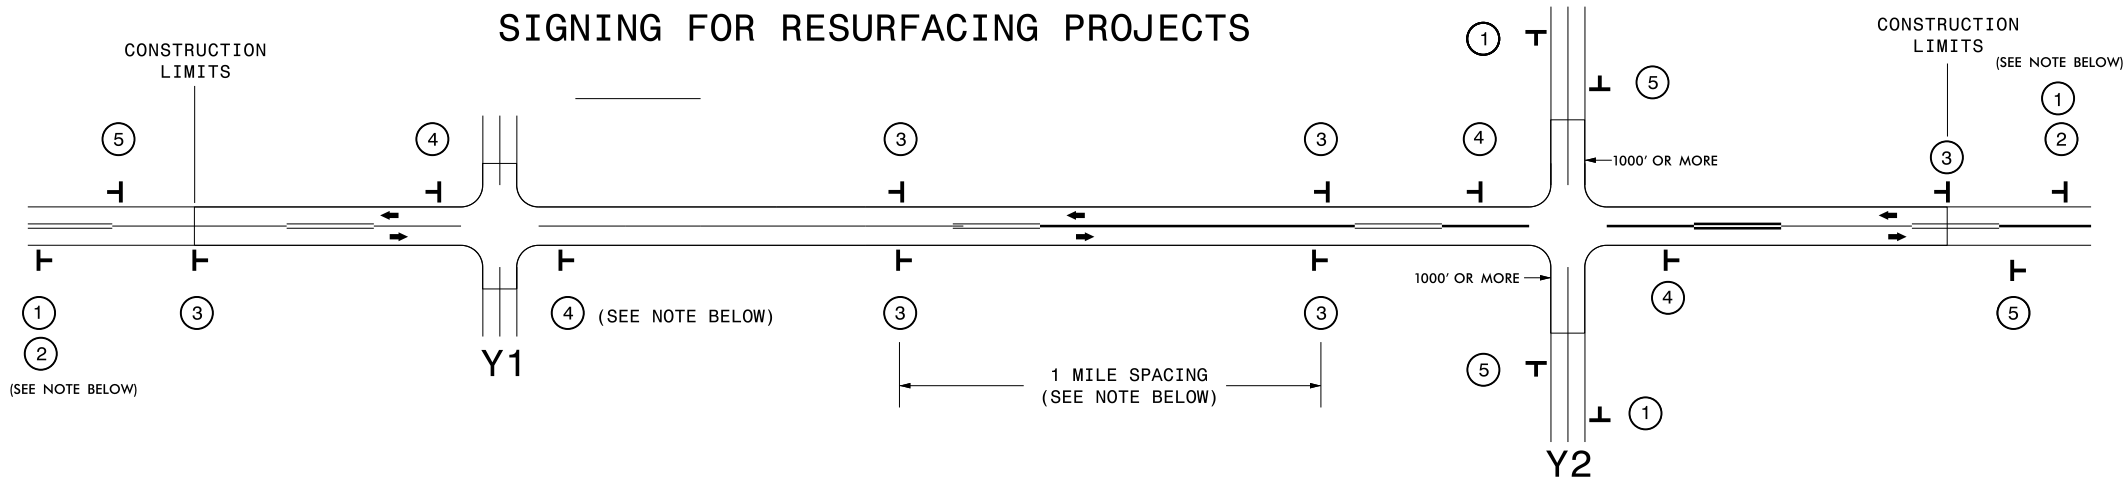 SIGNING FOR RESURFACING PROJECTS
CONSTRUCTION
LIMITS
CONSTRUCTION
LIMITS
(SEE NOTE BELOW)
1
5
1
5
4
3
3
4
3
2
1000' OR MORE
1000' OR MORE
1
2
(SEE NOTE BELOW)
3
4 (SEE NOTE BELOW)
3
3
4
5
Y1
1 MILE SPACING
(SEE NOTE BELOW)
5
1
Y2